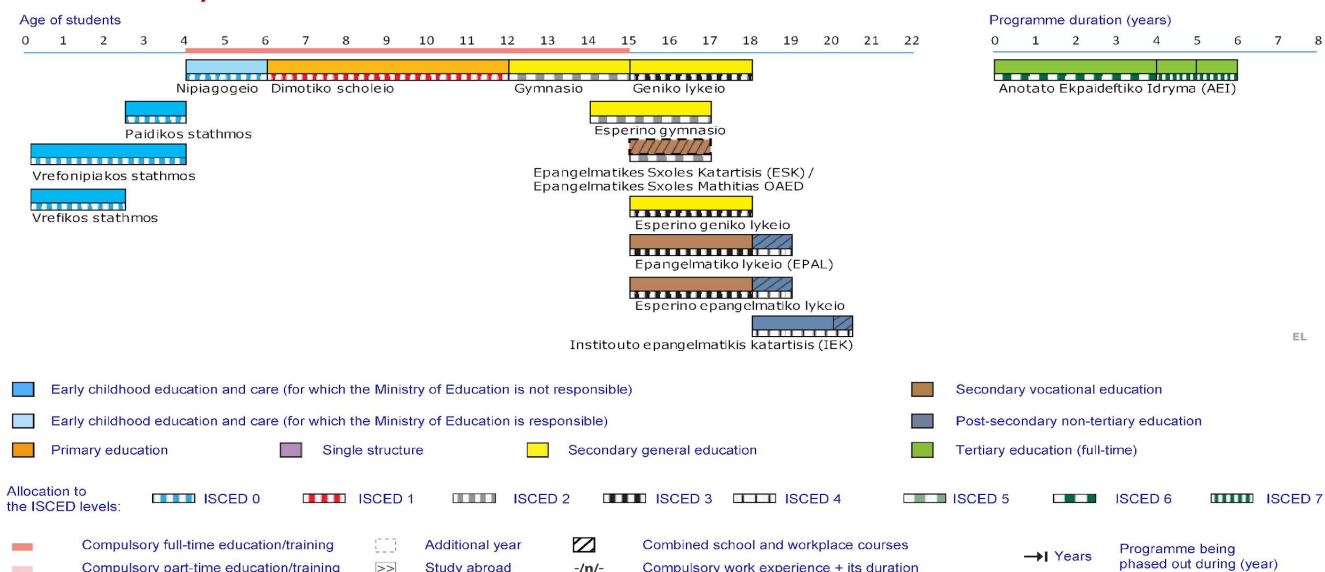 Age of students
Programme duration (years)
0 1 2 3 4 5 6 7 8 9 10 11 12 13 14 15 16 17 18 19 20 21 22
0 1 2 3 4 5 6 7 8
Nipiagogeio Dimotiko scholeio Gymnasio Geniko lykeio
Anotato Ekpaideftiko Idryma (AEI)
Paidikos stathmos
Esperino gymnasio
Vrefonipiakos stathmos
Epangelmatikes Sxoles Katartisis (ESK) /
Epangelmatikes Sxoles Mathitias OAED
Vrefikos stathmos
Esperino geniko lykeio
Epangelmatiko lykeio (EPAL)
Esperino epangelmatiko lykeio
Institouto epangelmatikis katartisis (IEK)
EL
Early childhood education and care (for which the Ministry of Education is not responsible)
Secondary vocational education
Early childhood education and care (for which the Ministry of Education is responsible)
Post-secondary non-tertiary education
Primary education Single structure Secondary general education Tertiary education (full-time)
Allocation to
the ISCED levels:
ISCED 0 ISCED 1 ISCED 2 ISCED 3 ISCED 4 ISCED 5 ISCED 6 ISCED 7
Compulsory full-time education/training Additional year Combined school and workplace courses
Years
Programme being
phased out during (year)
Compulsory part-time education/training >> Study abroad -/n/- Compulsory work experience + its duration